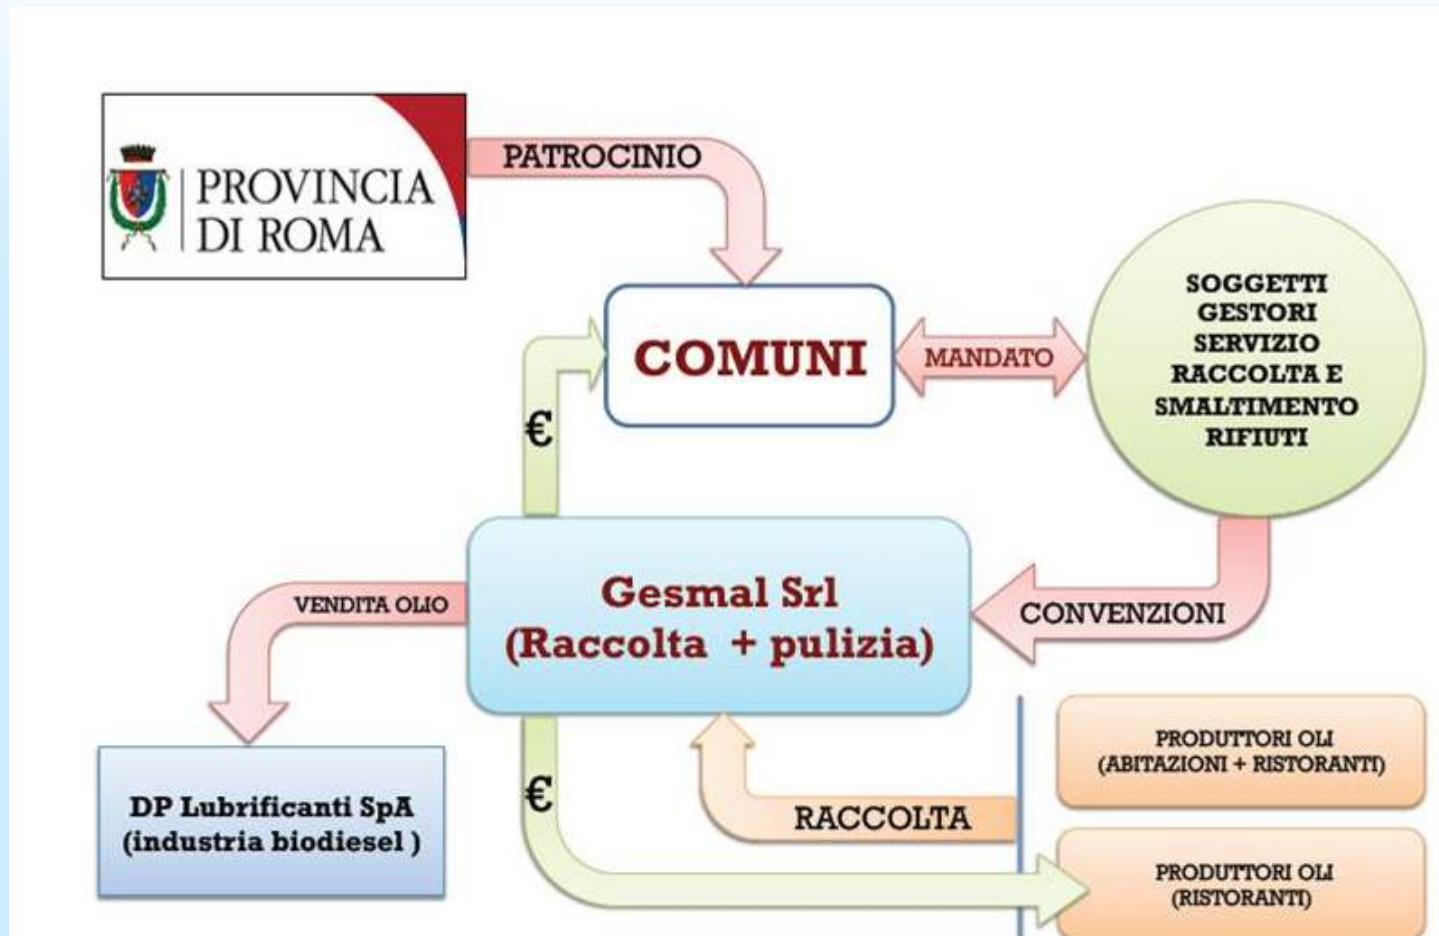 PROVINCIA
DI ROMA
PATROCINIO
COMUNI
MANDATO
SOGGETTI
GESTORI
SERVIZIO
RACCOLTA E
SMALTIMENTO
RIFIUTI
€
Gesmal Srl
(Raccolta + pulizia)
VENDITA OLIO
CONVENZIONI
DP Lubrificanti SpA
(industria biodiesel )
€
RACCOLTA
PRODUTTORI OLI
(ABITAZIONI + RISTORANTI)
PRODUTTORI OLI
(RISTORANTI)